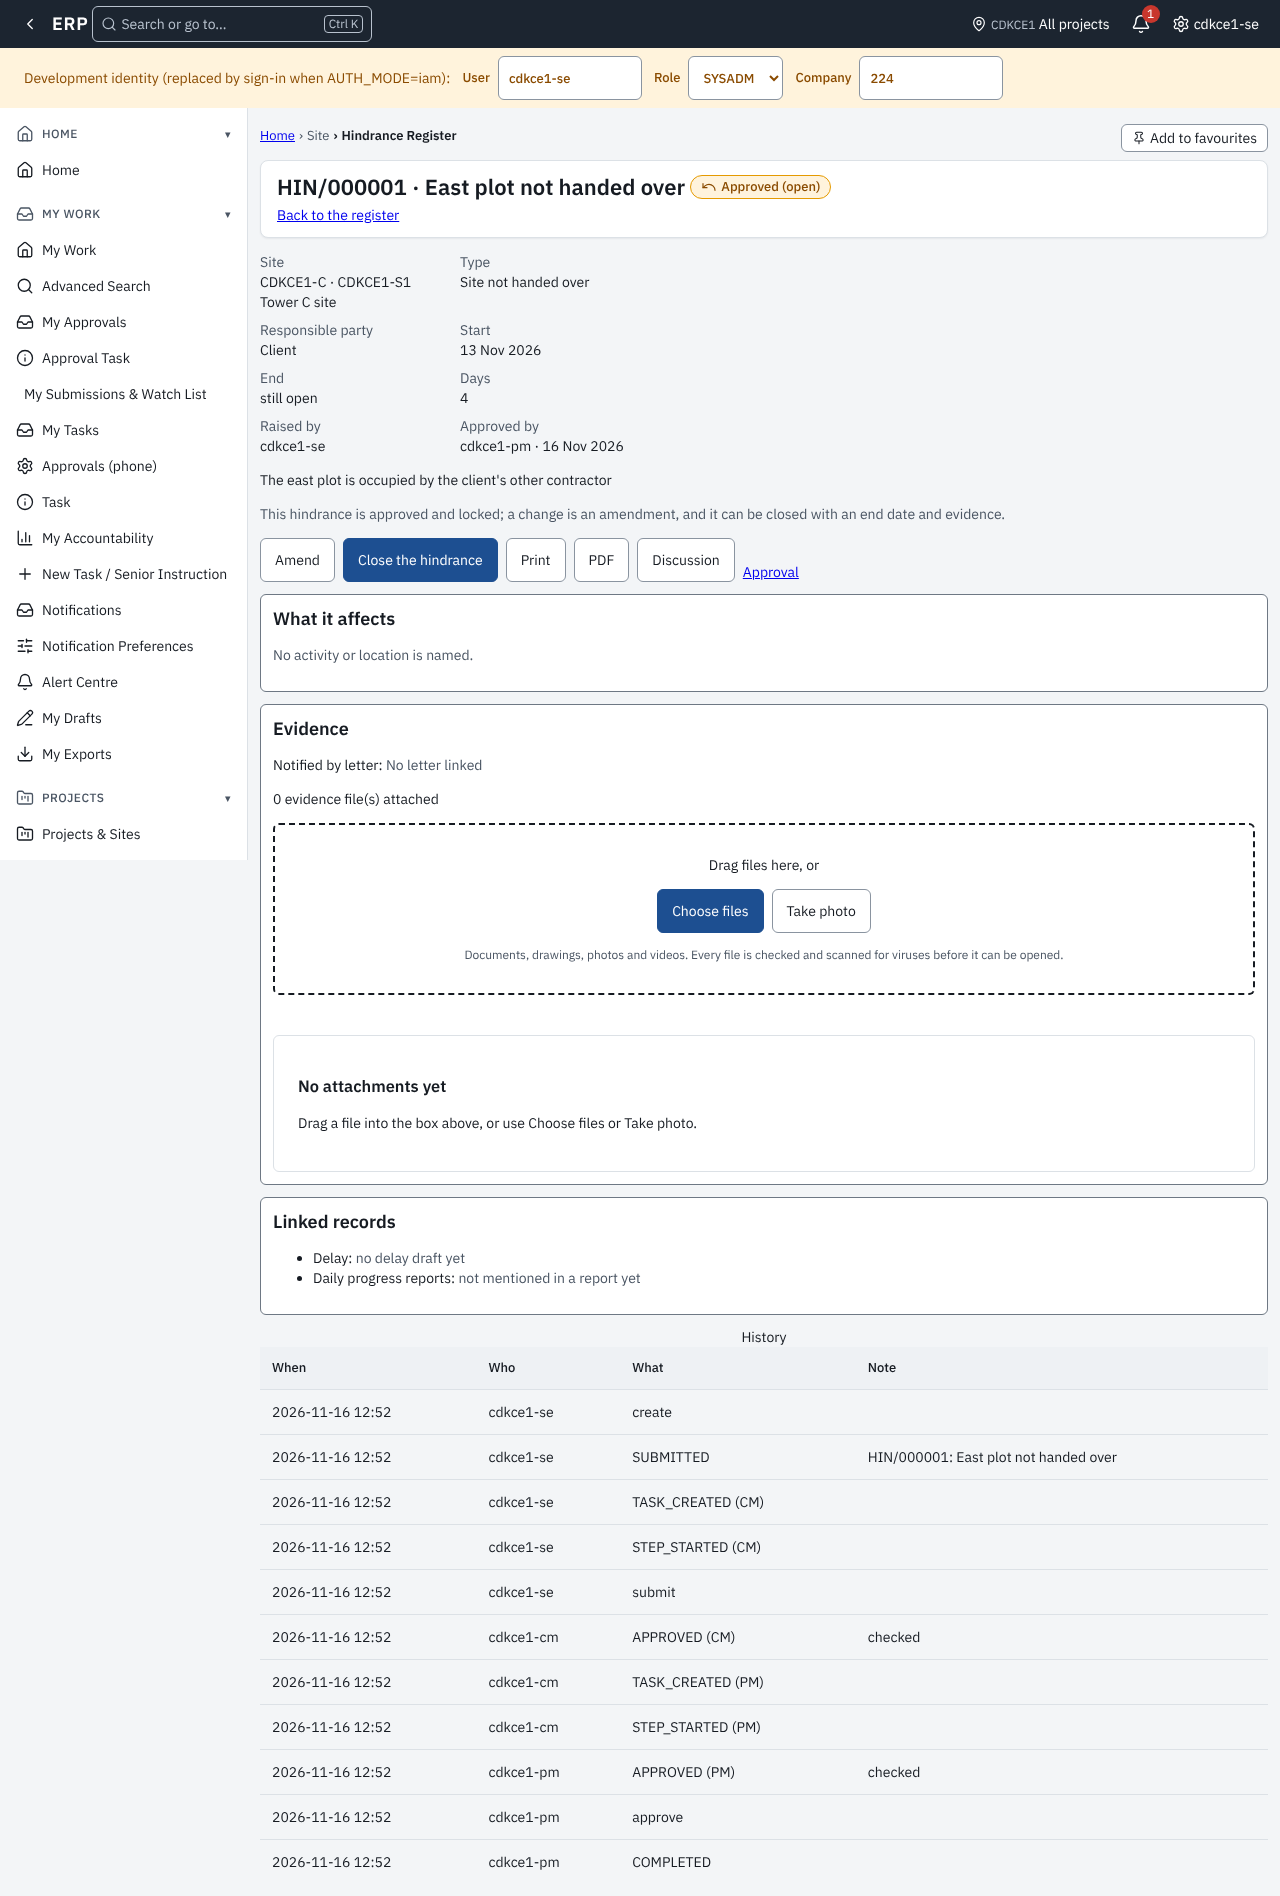 ERP
Search or go to...
Ctrl K
CDKCE1 All projects
1
cdkce1-se
Development identity (replaced by sign-in when AUTH_MODE=iam):
User
cdkce1-se
Role
SYSADM
Company
224
HOME
Home
MY WORK
My Work
Advanced Search
My Approvals
Approval Task
My Submissions & Watch List
My Tasks
Approvals (phone)
Task
My Accountability
New Task / Senior Instruction
Notifications
Notification Preferences
Alert Centre
My Drafts
My Exports
PROJECTS
Projects & Sites
Home › Site › Hindrance Register
Add to favourites
HIN/000001 · East plot not handed over
Approved (open)
Back to the register
Site
CDKCE1-C · CDKCE1-S1
Tower C site
Type
Site not handed over
Responsible party
Client
Start
13 Nov 2026
End
still open
Days
4
Raised by
cdkce1-se
Approved by
cdkce1-pm · 16 Nov 2026
The east plot is occupied by the client's other contractor
This hindrance is approved and locked; a change is an amendment, and it can be closed with an end date and evidence.
Amend
Close the hindrance
Print
PDF
Discussion
Approval
What it affects
No activity or location is named.
Evidence
Notified by letter: No letter linked
0 evidence file(s) attached
Drag files here, or
Choose files
Take photo
Documents, drawings, photos and videos. Every file is checked and scanned for viruses before it can be opened.
No attachments yet
Drag a file into the box above, or use Choose files or Take photo.
Linked records
Delay: no delay draft yet
Daily progress reports: not mentioned in a report yet
History
When Who What Note
2026-11-16 12:52 cdkce1-se create
2026-11-16 12:52 cdkce1-se SUBMITTED HIN/000001: East plot not handed over
2026-11-16 12:52 cdkce1-se TASK_CREATED (CM)
2026-11-16 12:52 cdkce1-se STEP_STARTED (CM)
2026-11-16 12:52 cdkce1-se submit
2026-11-16 12:52 cdkce1-cm APPROVED (CM) checked
2026-11-16 12:52 cdkce1-cm TASK_CREATED (PM)
2026-11-16 12:52 cdkce1-cm STEP_STARTED (PM)
2026-11-16 12:52 cdkce1-pm APPROVED (PM) checked
2026-11-16 12:52 cdkce1-pm approve
2026-11-16 12:52 cdkce1-pm COMPLETED